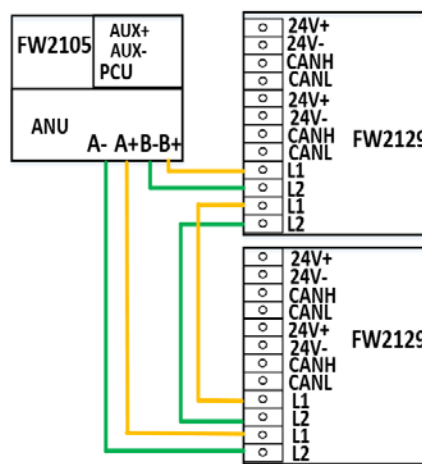 FW2105
AUX+
AUX-
PCU
ANU
A- A+ B- B+
24V+
24V-
CANH
CANL
24V+
24V-
CANH
CANL
L1
L2
L1
L2
FW2129
24V+
24V-
CANH
CANL
24V+
24V-
CANH
CANL
L1
L2
L1
L2
FW2129